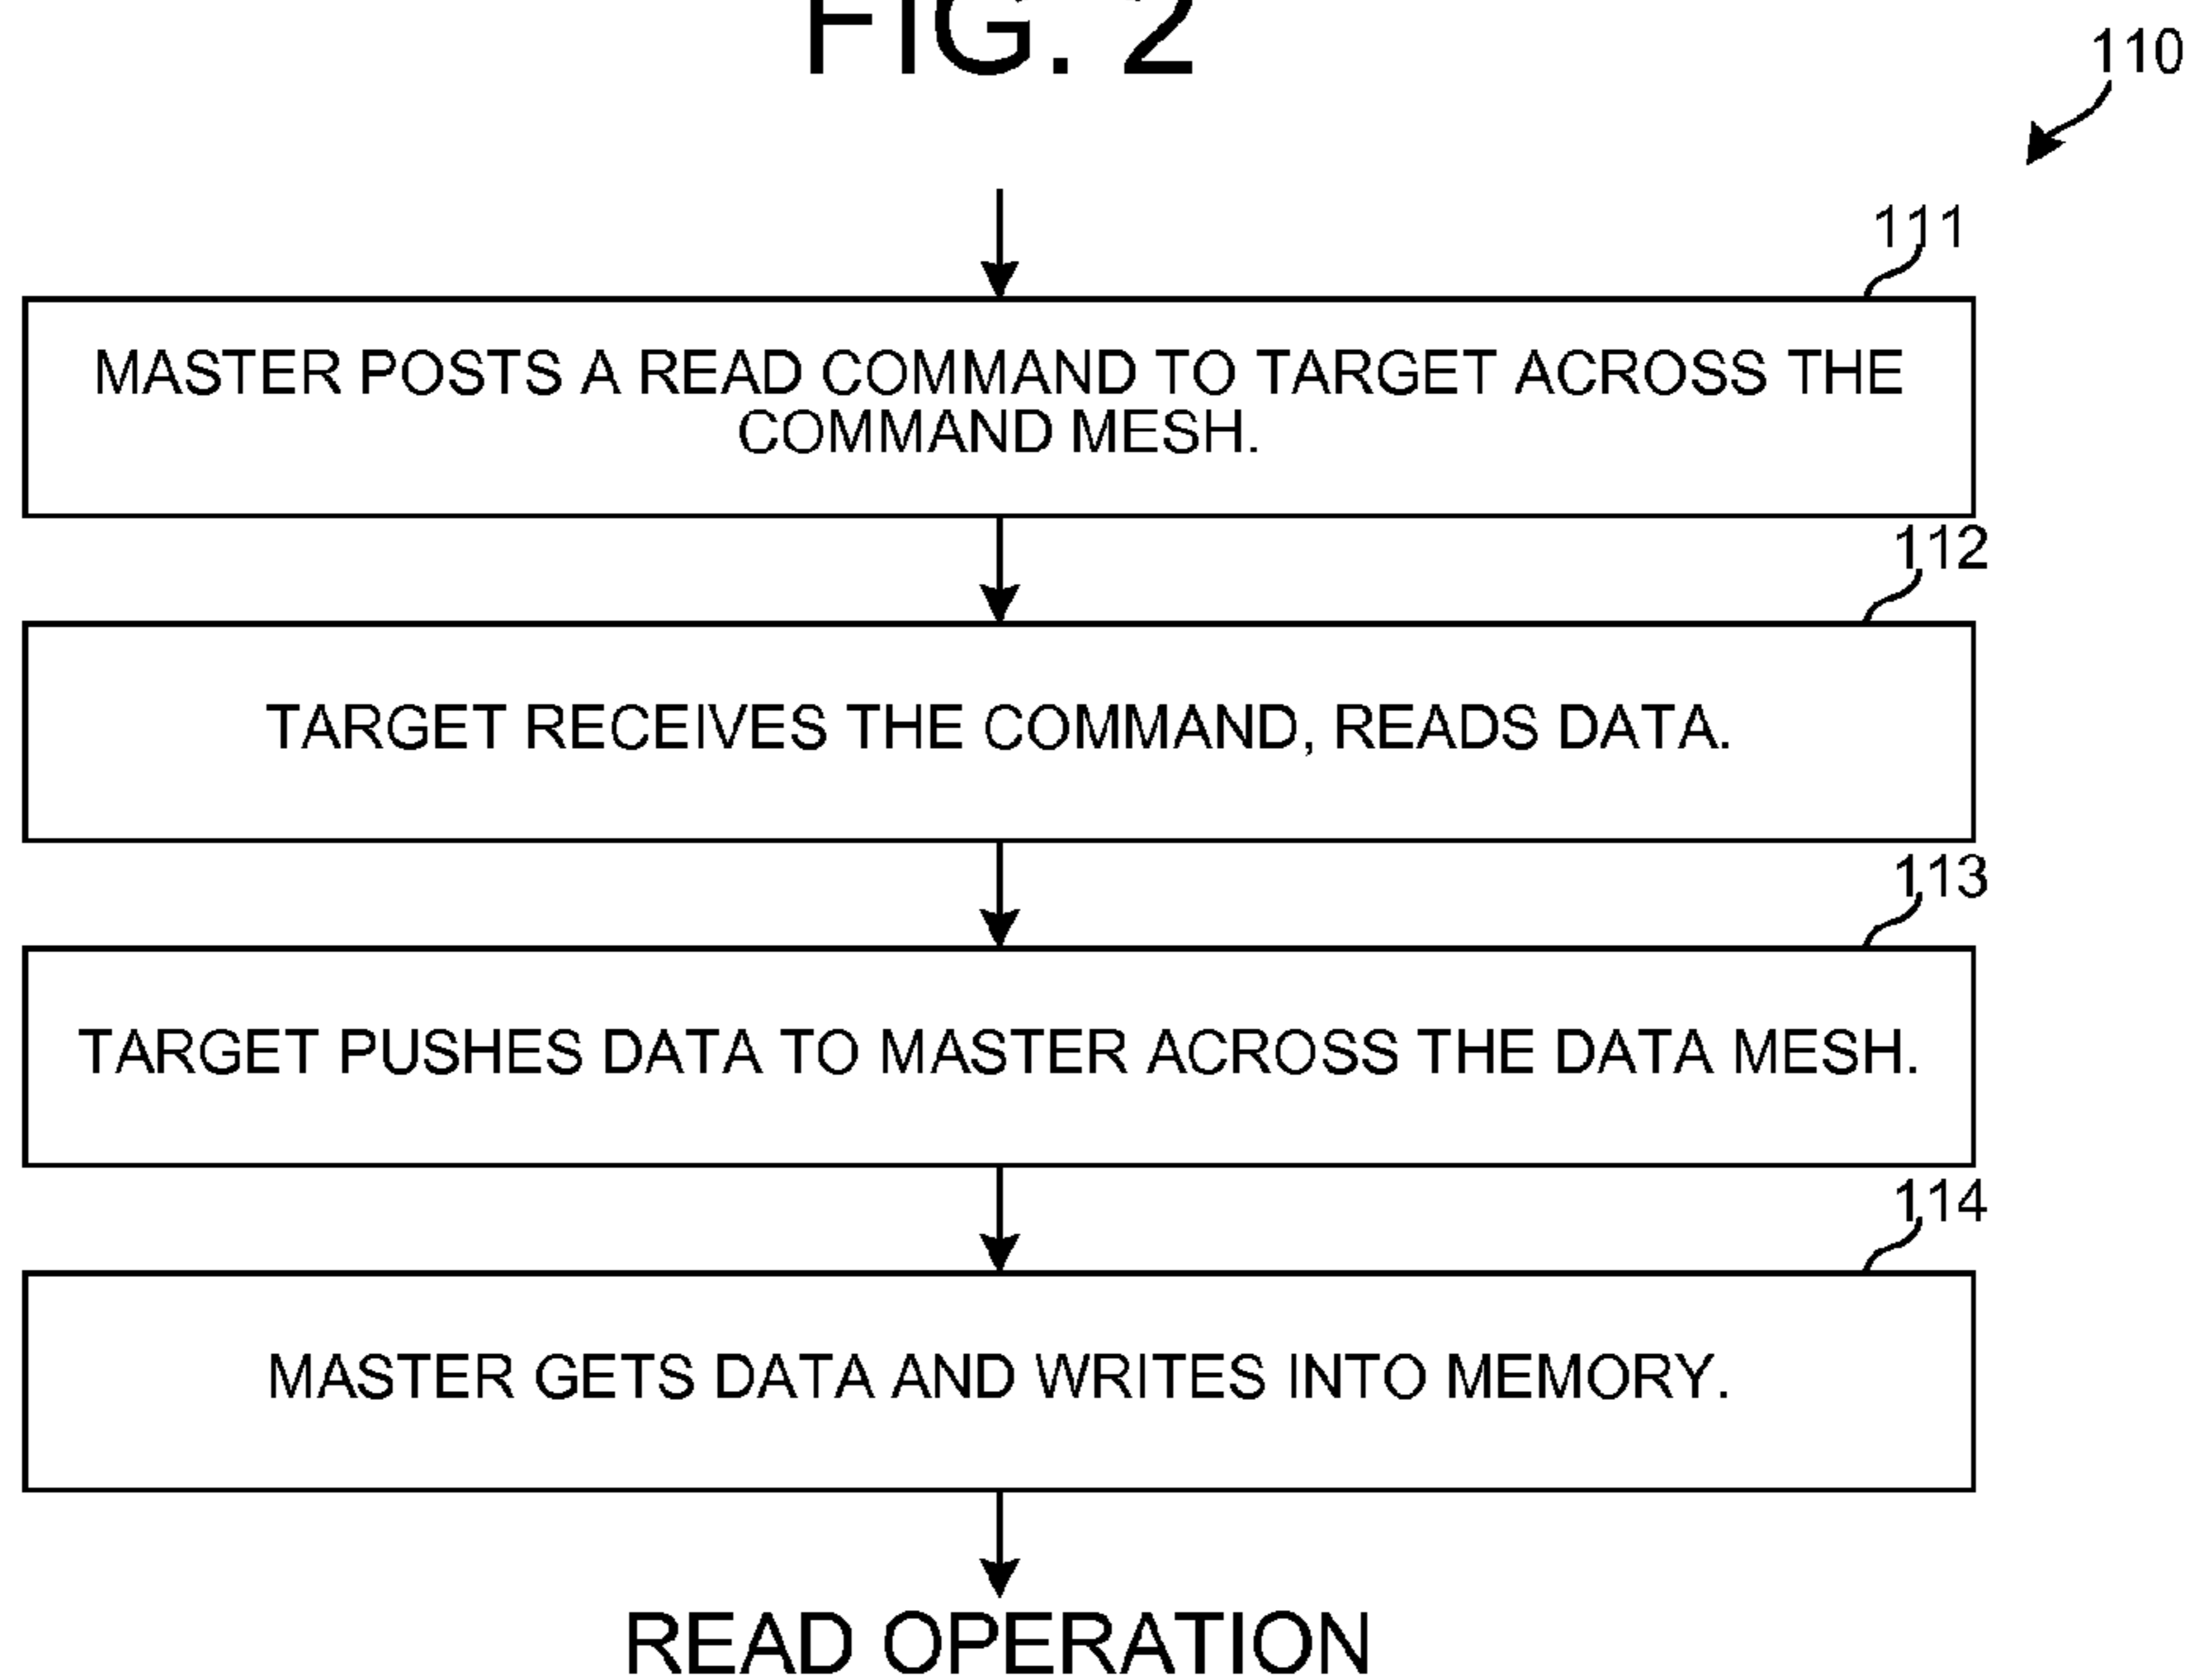 FIG. 2
110
111
MASTER POSTS A READ COMMAND TO TARGET ACROSS THE
COMMAND MESH.
112
TARGET RECEIVES THE COMMAND, READS DATA.
113
TARGET PUSHES DATA TO MASTER ACROSS THE DATA MESH.
114
MASTER GETS DATA AND WRITES INTO MEMORY.
READ OPERATION